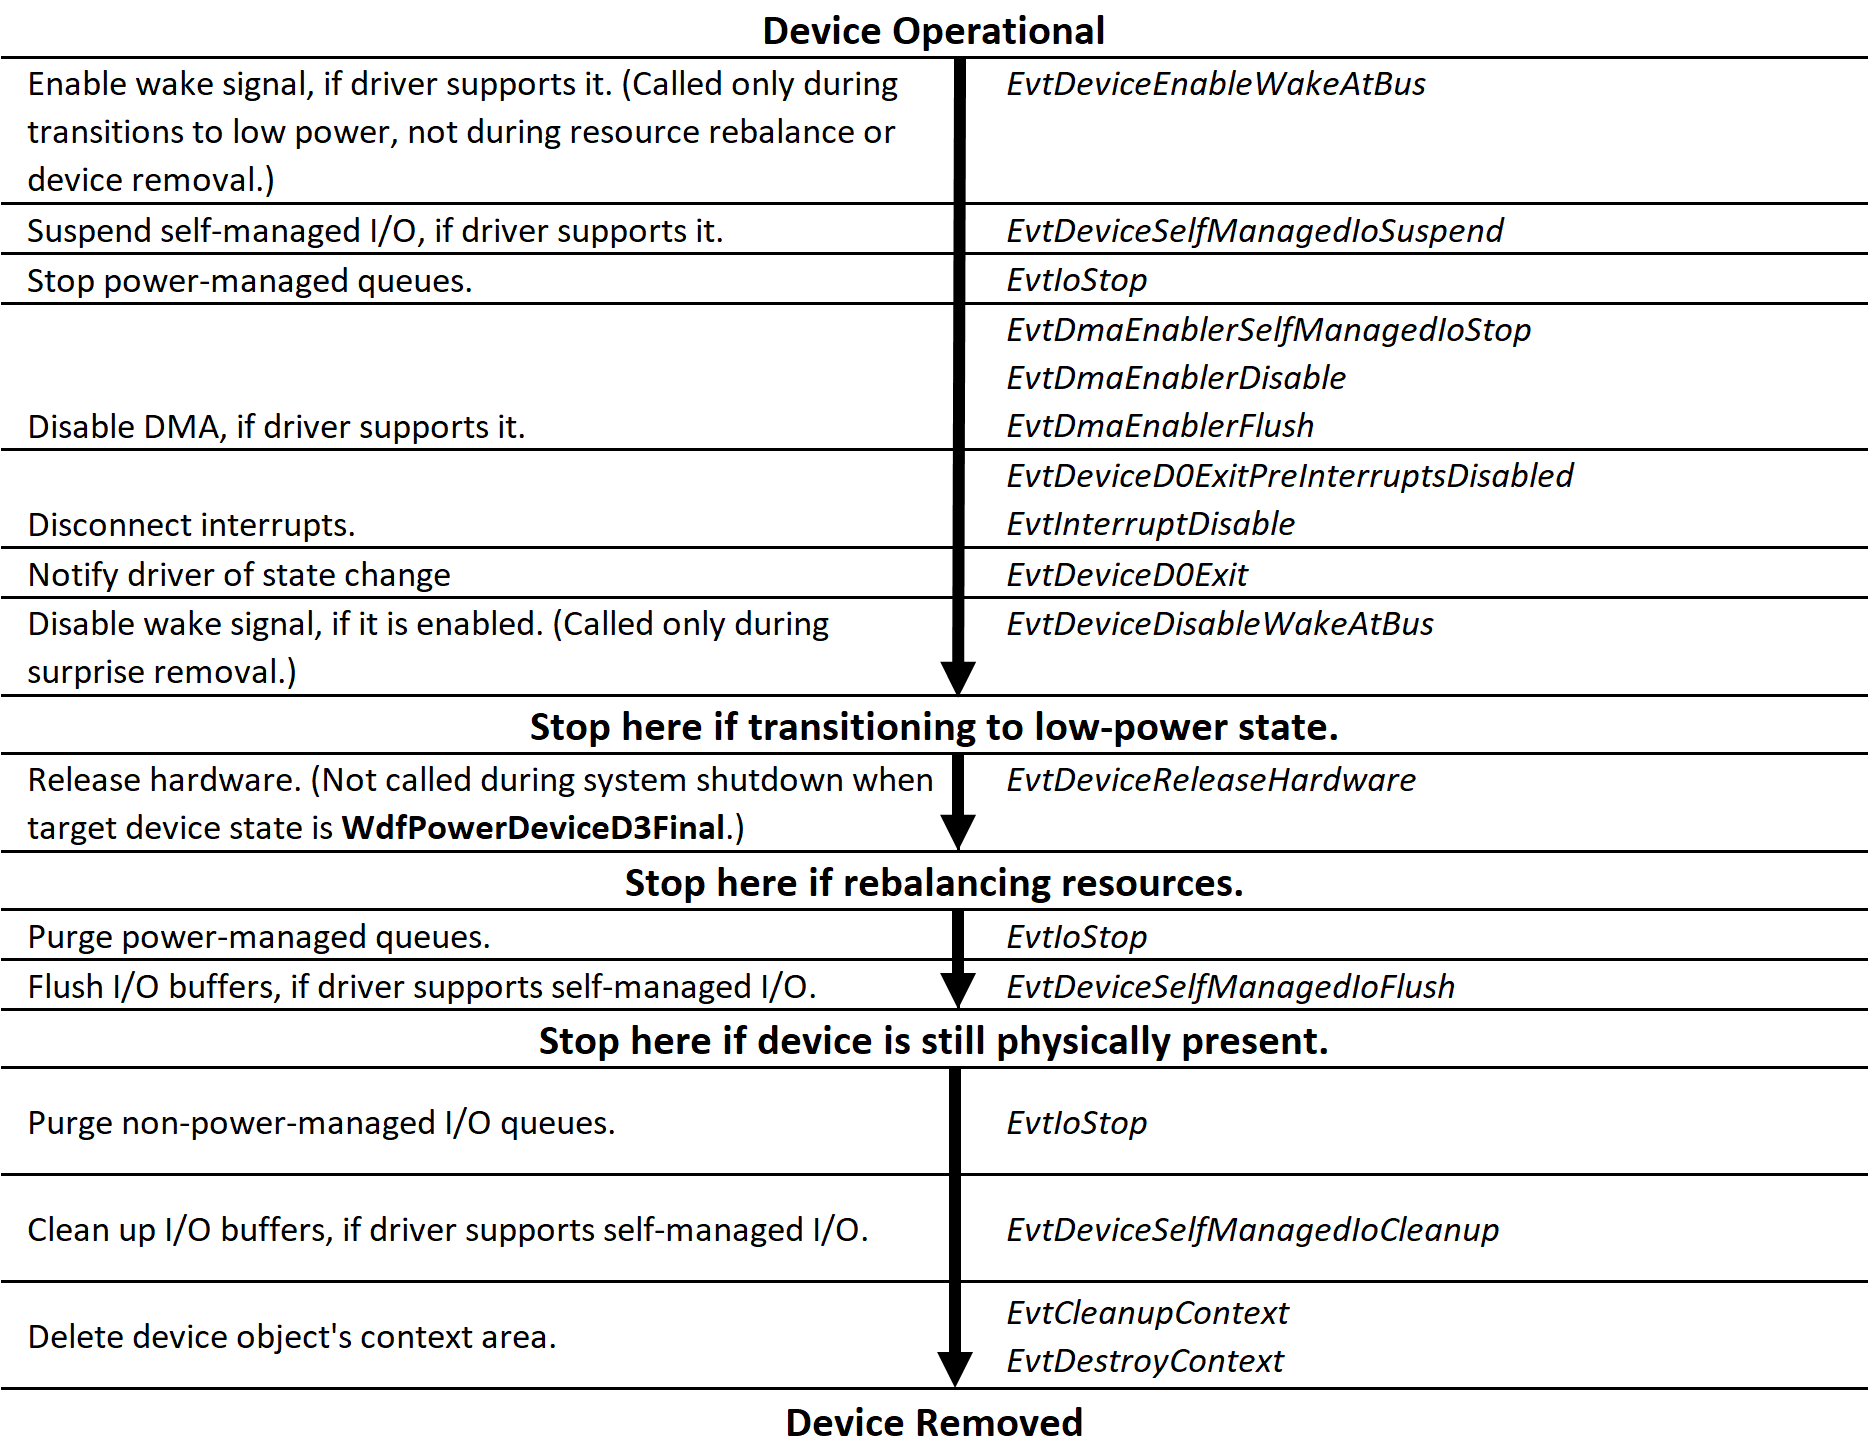 Device Operational
Enable wake signal, if driver supports it. (Called only during
transitions to low power, not during resource rebalance or
device removal.)
EvtDeviceEnableWakeAtBus
Suspend self-managed I/O, if driver supports it.
EvtDeviceSelfManagedIoSuspend
Stop power-managed queues.
EvtIoStop
Disable DMA, if driver supports it.
EvtDmaEnablerSelfManagedIoStop
EvtDmaEnablerDisable
EvtDmaEnablerFlush
Disconnect interrupts.
EvtDeviceD0ExitPreInterruptsDisabled
EvtInterruptDisable
Notify driver of state change
EvtDeviceD0Exit
Disable wake signal, if it is enabled. (Called only during
surprise removal.)
EvtDeviceDisableWakeAtBus
Stop here if transitioning to low-power state.
Release hardware. (Not called during system shutdown when
target device state is WdfPowerDeviceD3Final.)
EvtDeviceReleaseHardware
Stop here if rebalancing resources.
Purge power-managed queues.
EvtIoStop
Flush I/O buffers, if driver supports self-managed I/O.
EvtDeviceSelfManagedIoFlush
Stop here if device is still physically present.
Purge non-power-managed I/O queues.
EvtIoStop
Clean up I/O buffers, if driver supports self-managed I/O.
EvtDeviceSelfManagedIoCleanup
Delete device object's context area.
EvtCleanupContext
EvtDestroyContext
Device Removed